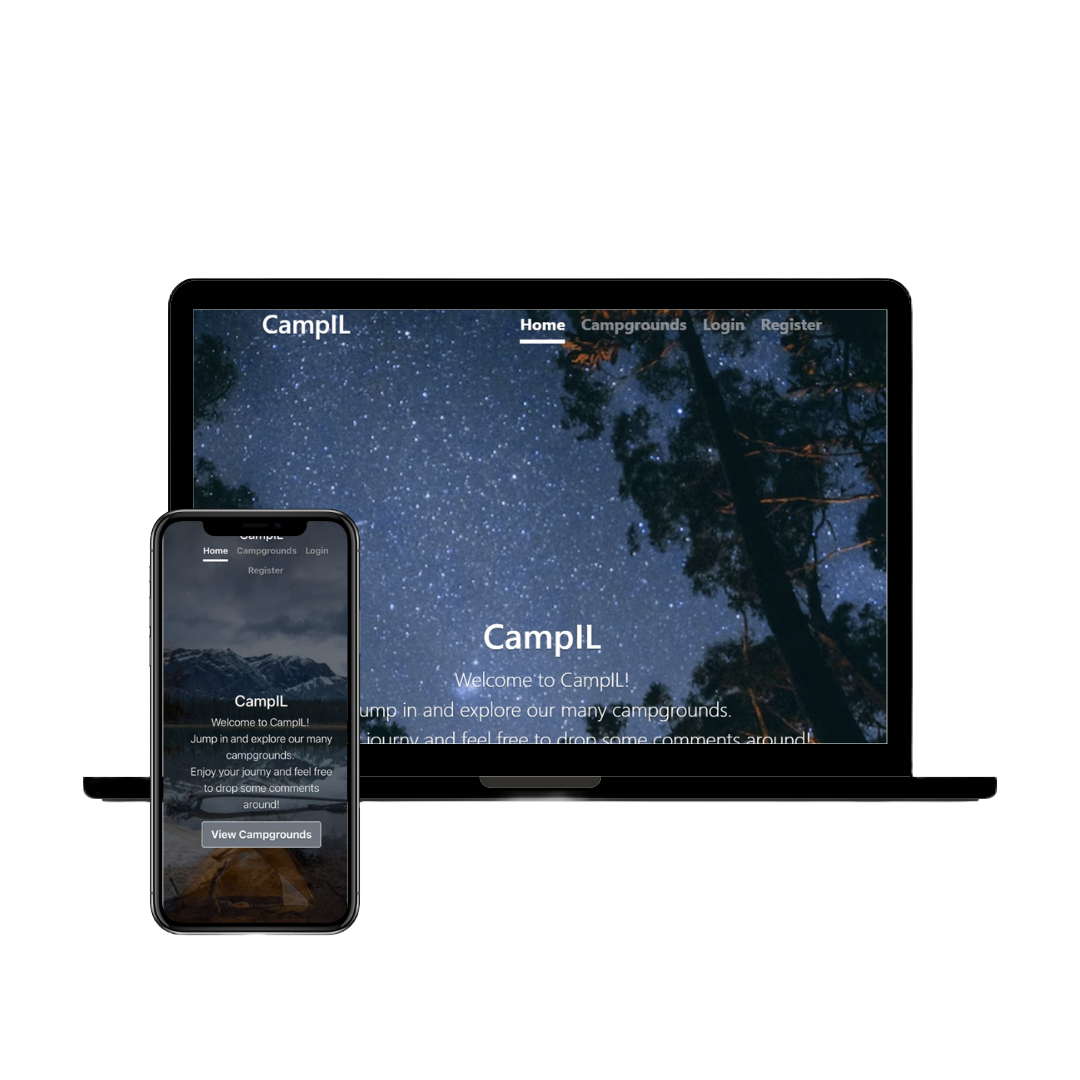 CampIL
Home Campgrounds Login Register
CampIL
Welcome to CampIL!
ump in and explore our many campgrounds.
journy and feel free to drop some comments around!
CampIL
Home Campgrounds Login
Register
CampIL
Welcome to CampIL!
Jump in and explore our many
campgrounds.
Enjoy your journy and feel free
to drop some comments
around!
View Campgrounds